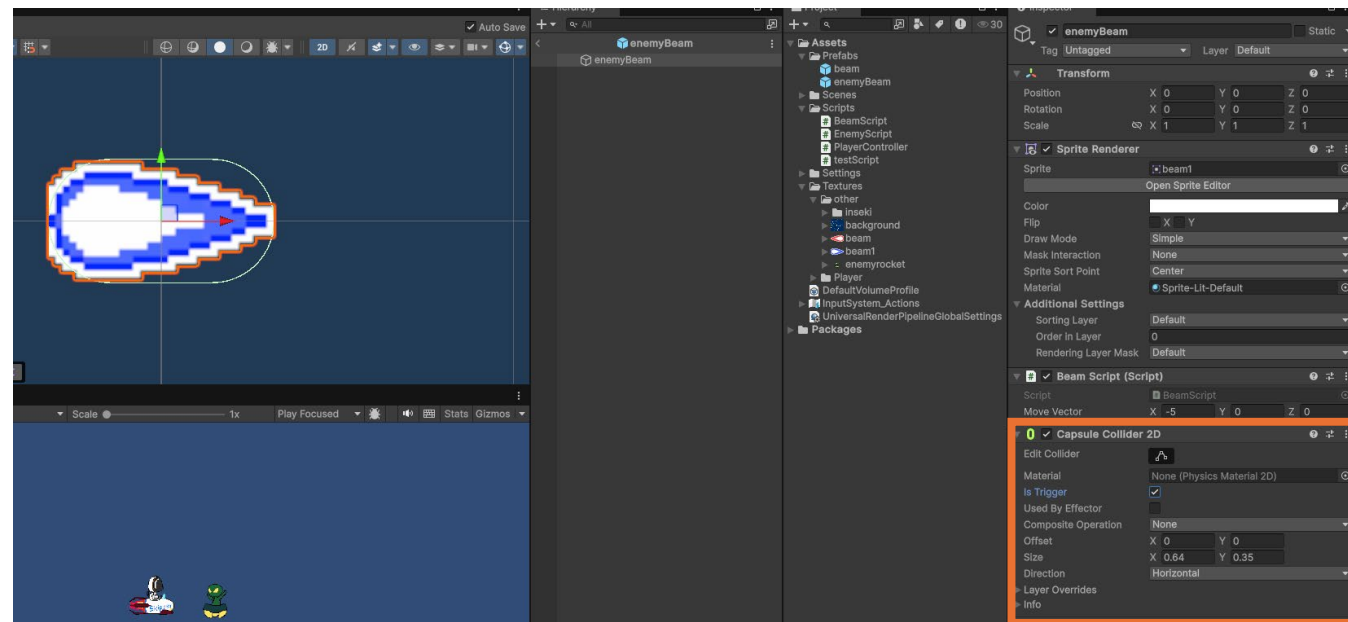 Auto Save
2D
Scale
1x
Play Focused
Stats
Gizmos
Hierarchy
All
enemyBeam
enemyBeam
Project
30
Assets
Prefabs
beam
enemyBeam
Scenes
Scripts
BeamScript
EnemyScript
PlayerController
testScript
Settings
Textures
other
inseki
background
beam
beam1
enemyrocket
Player
DefaultVolumeProfile
InputSystem_Actions
UniversalRenderPipelineGlobalSettings
Packages
Inspector
enemyBeam
Static
Tag Untagged Layer Default
Transform
Position X 0 Y 0 Z 0
Rotation X 0 Y 0 Z 0
Scale X 1 Y 1 Z 1
Sprite Renderer
Sprite beam1
Open Sprite Editor
Color
Flip X Y
Draw Mode Simple
Mask Interaction None
Sprite Sort Point Center
Material Sprite-Lit-Default
Additional Settings
Sorting Layer Default
Order in Layer 0
Rendering Layer Mask Default
Beam Script (Script)
Script BeamScript
Move Vector X -5 Y 0 Z 0
Capsule Collider 2D
Edit Collider
Material None (Physics Material 2D)
Is Trigger
Used By Effector
Composite Operation None
Offset X 0 Y 0
Size X 0.64 Y 0.35
Direction Horizontal
Layer Overrides
Info